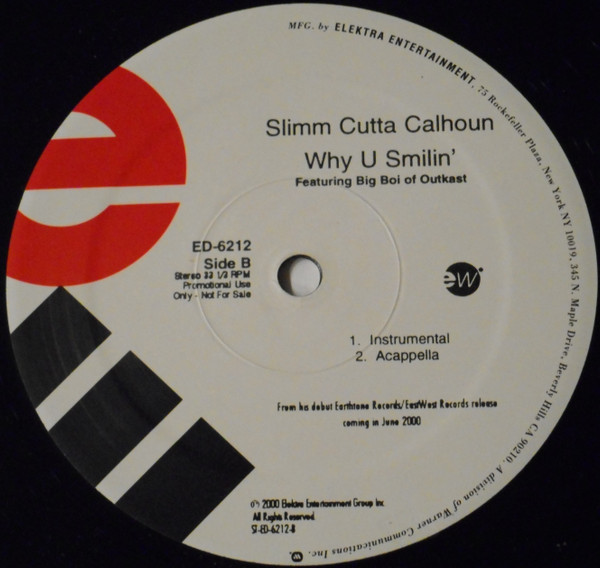 MFG. by ELEKTRA ENTERTAINMENT, 75 Rockefeller Plaza, New York NY 10019, 345 N. Maple Drive, Beverly Hills CA 90210. A division of Warner Communications Inc.
Slimm Cutta Calhoun
Why U Smilin'
Featuring Big Boi of Outkast
ED-6212
Side B
Stereo 33 1/3 RPM
Promotional Use
Only - Not For Sale
ew
1. Instrumental
2. Acappella
From his debut Earthtone Records/EastWest Records release
coming in June 2000
℗ 2000 Elektra Entertainment Group Inc.
All Rights Reserved
ST-ED-6212-B